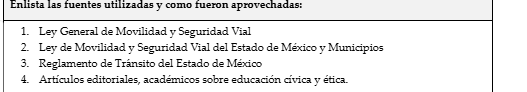 Enlista las fuentes utilizadas y como fueron aprovechadas:
1. Ley General de Movilidad y Seguridad Vial
2. Ley de Movilidad y Seguridad Vial del Estado de México y Municipios
3. Reglamento de Tránsito del Estado de México
4. Artículos editoriales, académicos sobre educación cívica y ética.